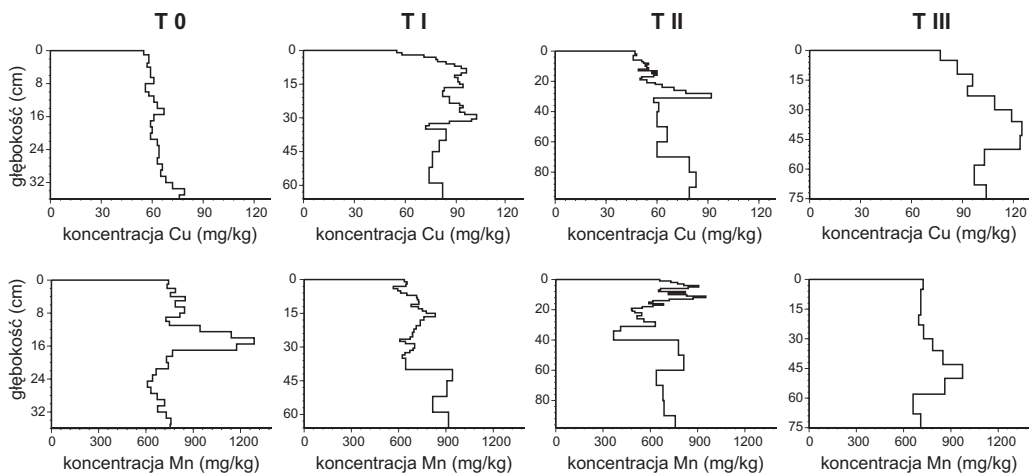 T 0 T I T II T III
głębokość (cm)
0 8 16 24 32
0 30 60 90 120
koncentracja Cu (mg/kg)
0 15 30 45 60
0 30 60 90 120
koncentracja Cu (mg/kg)
0 20 40 60 80
0 30 60 90 120
koncentracja Cu (mg/kg)
0 15 30 45 60 75
0 30 60 90 120
koncentracja Cu (mg/kg)
głębokość (cm)
0 8 16 24 32
0 300 600 900 1200
koncentracja Mn (mg/kg)
0 15 30 45 60
0 300 600 900 1200
koncentracja Mn (mg/kg)
0 20 40 60 80
0 300 600 900 1200
koncentracja Mn (mg/kg)
0 15 30 45 60 75
0 300 600 900 1200
koncentracja Mn (mg/kg)